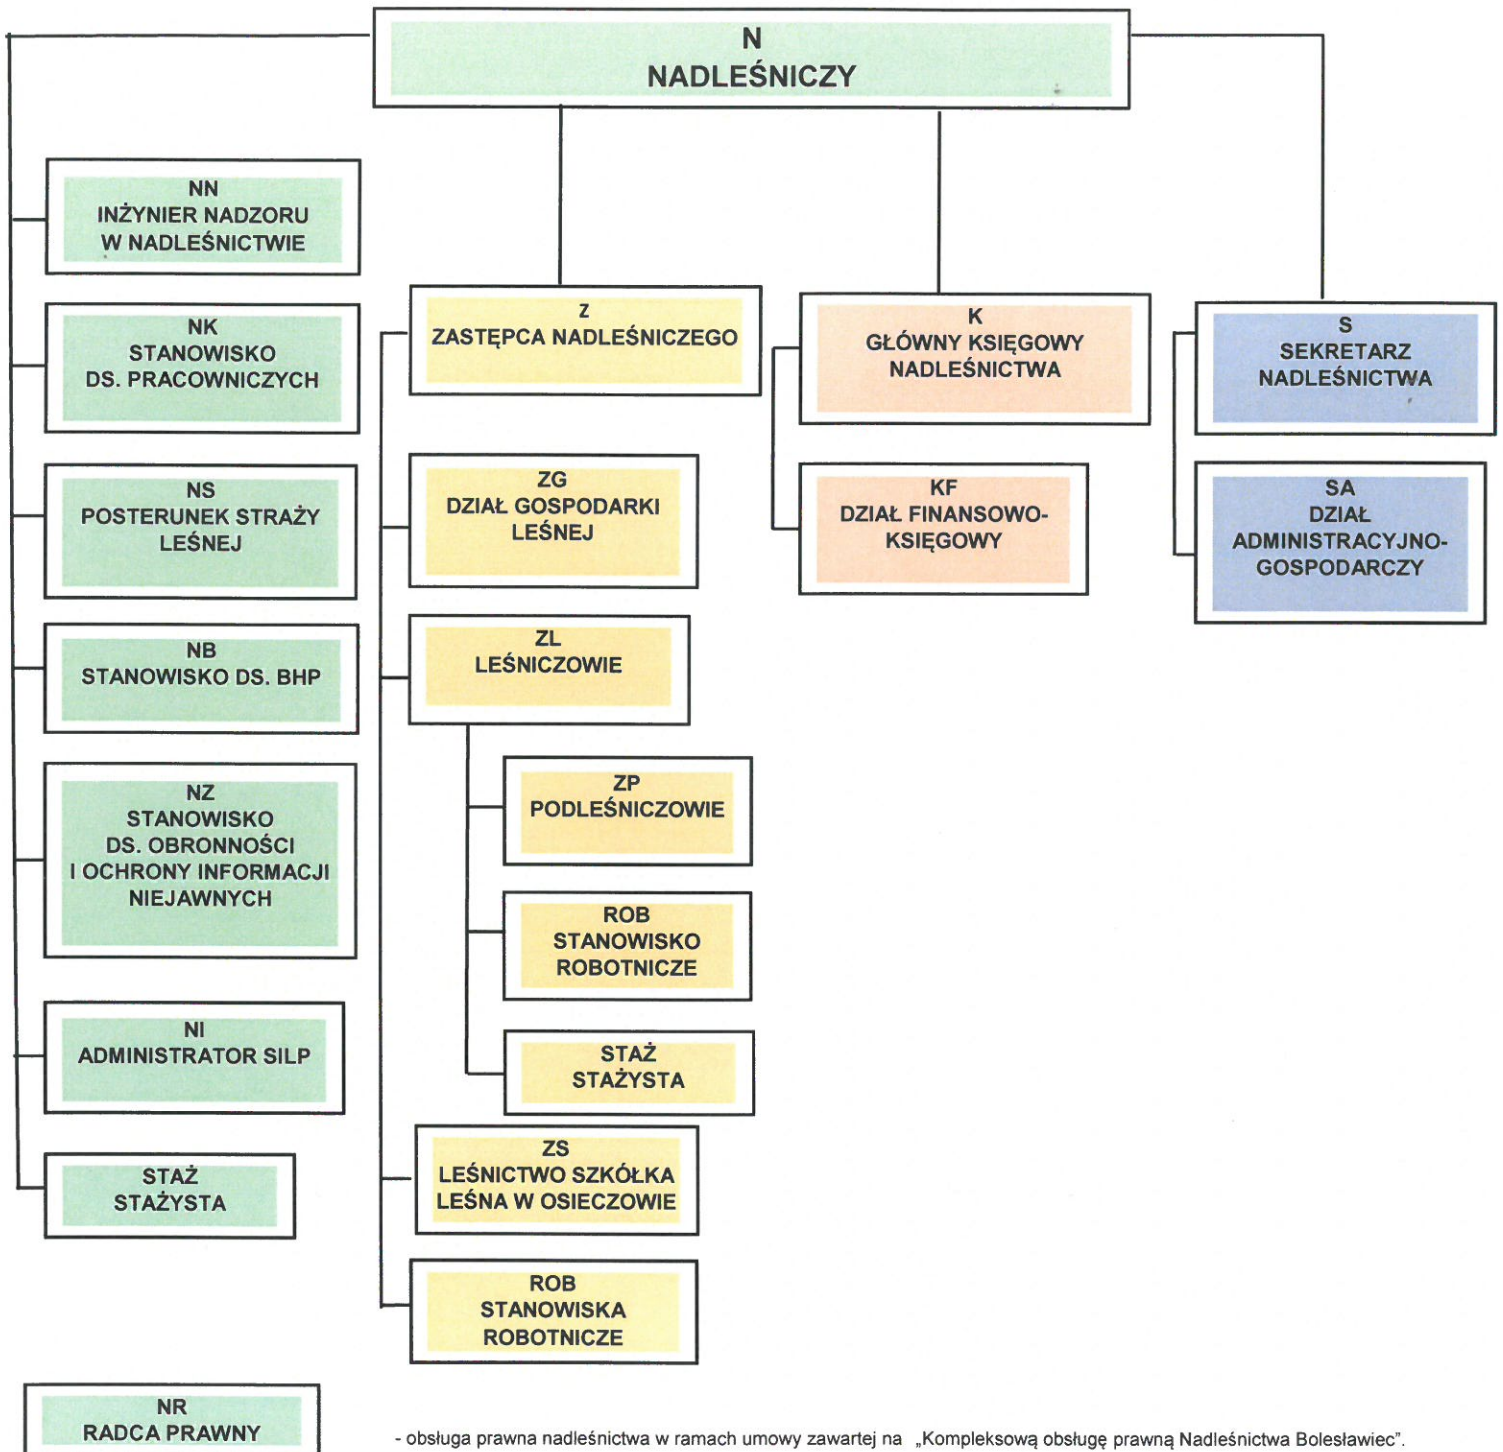 N
NADLEŚNICZY
NN
INŻYNIER NADZORU
W NADLEŚNICTWIE
NK
STANOWISKO
DS. PRACOWNICZYCH
NS
POSTERUNEK STRAŻY
LEŚNEJ
NB
STANOWISKO DS. BHP
NZ
STANOWISKO
DS. OBRONNOŚCI
I OCHRONY INFORMACJI
NIEJAWNYCH
NI
ADMINISTRATOR SILP
STAŻ
STAŻYSTA
Z
ZASTĘPCA NADLEŚNICZEGO
ZG
DZIAŁ GOSPODARKI
LEŚNEJ
ZL
LEŚNICZOWIE
ZP
PODLEŚNICZOWIE
ROB
STANOWISKO
ROBOTNICZE
STAŻ
STAŻYSTA
ZS
LEŚNICTWO SZKÓŁKA
LEŚNA W OSIECZOWIE
ROB
STANOWISKA
ROBOTNICZE
K
GŁÓWNY KSIĘGOWY
NADLEŚNICTWA
KF
DZIAŁ FINANSOWO-
KSIĘGOWY
S
SEKRETARZ
NADLEŚNICTWA
SA
DZIAŁ
ADMINISTRACYJNO-
GOSPODARCZY
NR
RADCA PRAWNY
- obsługa prawna nadleśnictwa w ramach umowy zawartej na „Kompleksową obsługę prawną Nadleśnictwa Bolesławiec”.